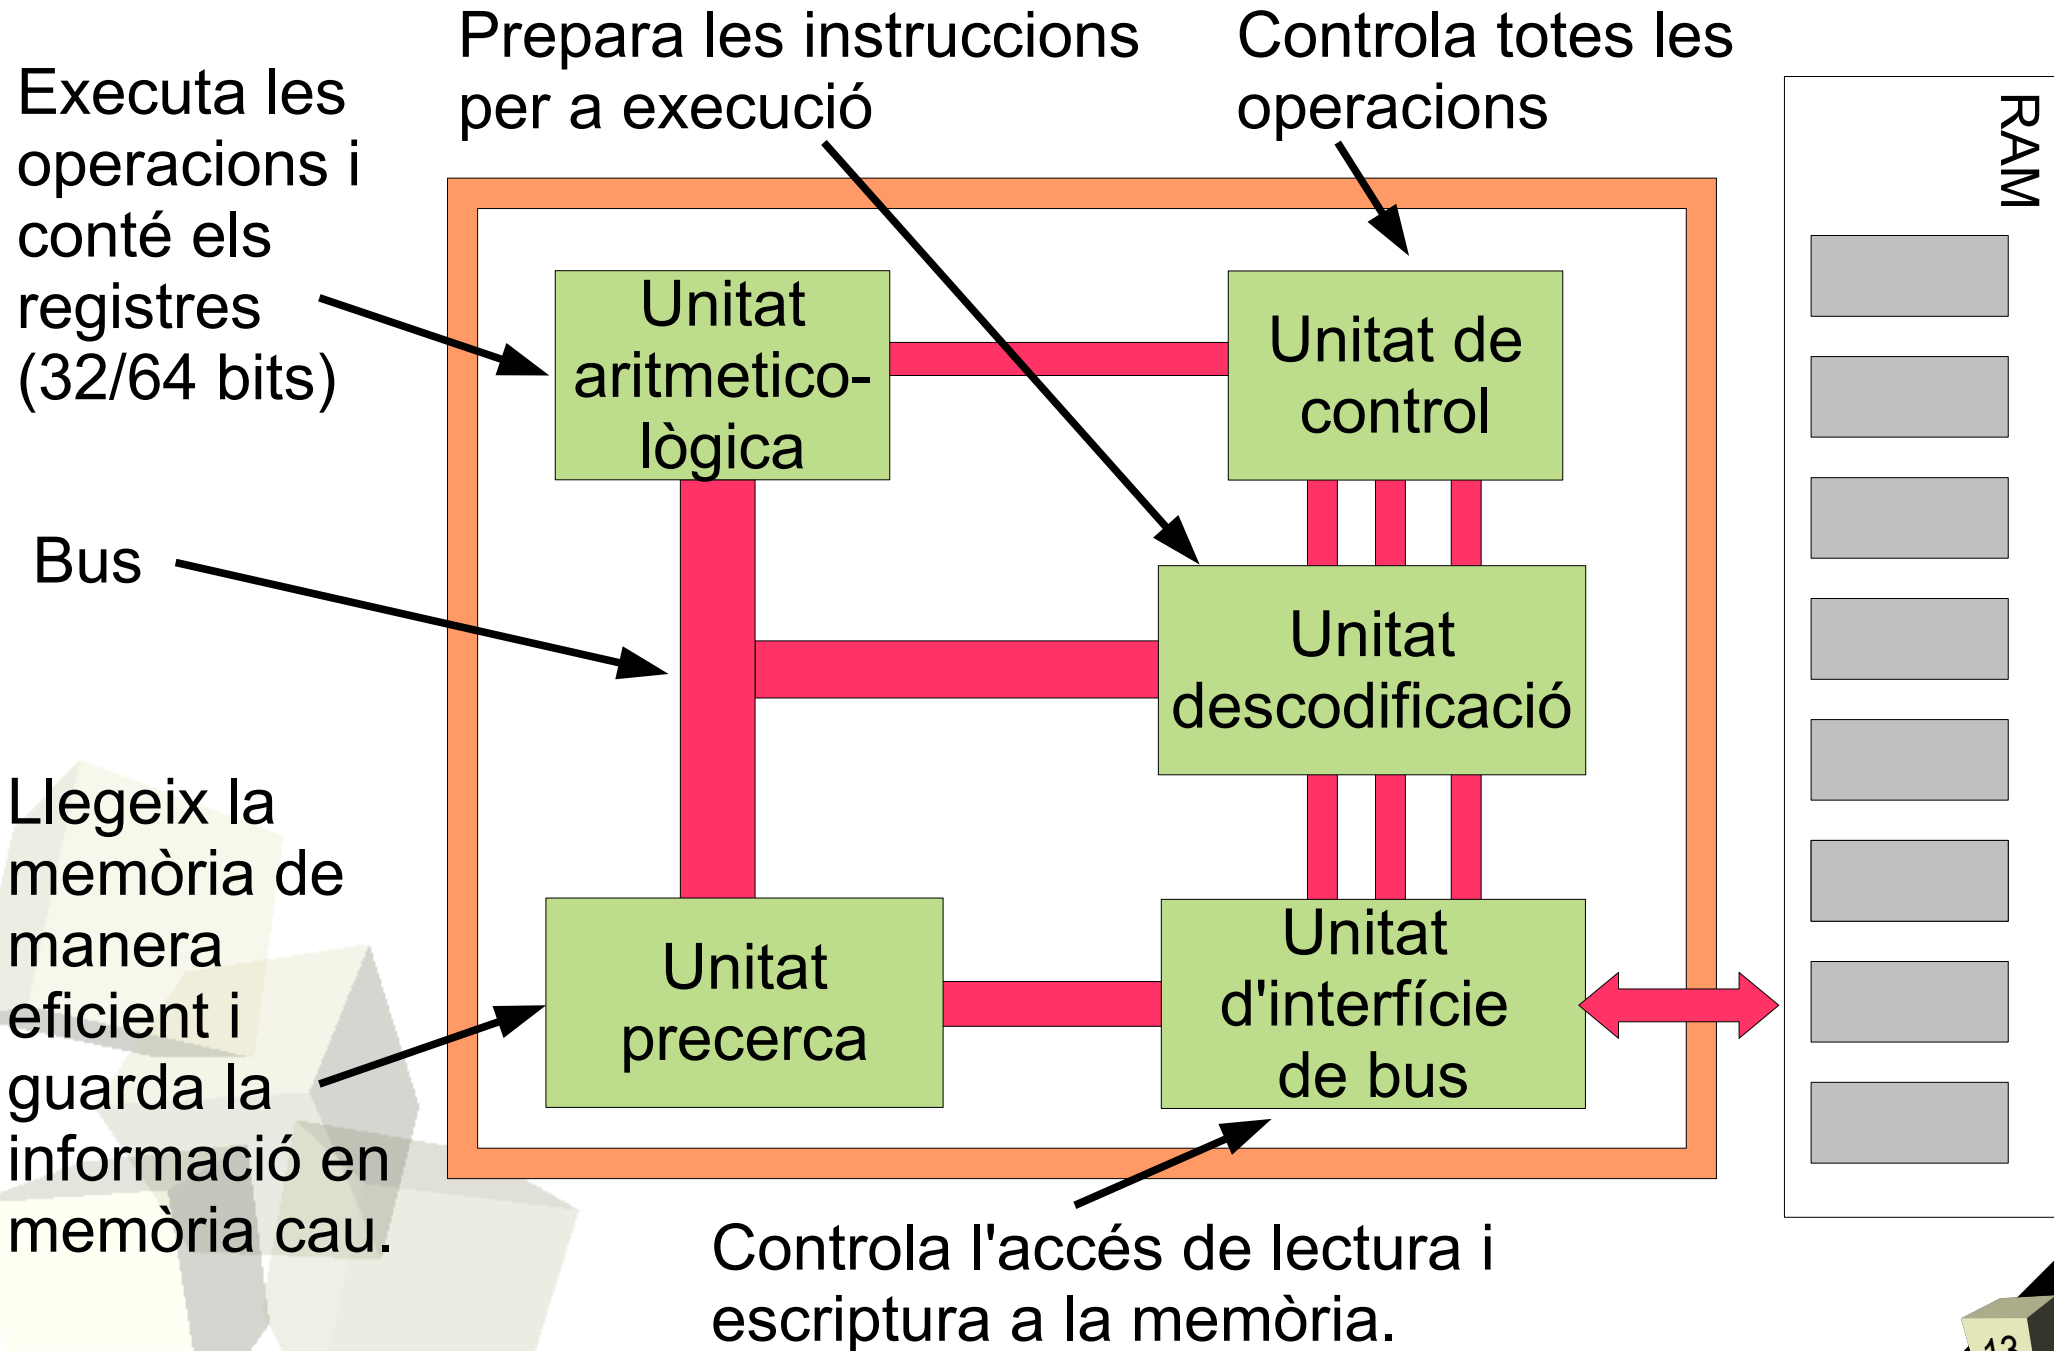 Prepara les instruccions
per a execució
Controla totes les
operacions
Executa les
operacions i
conté els
registres
(32/64 bits)
RAM
Unitat
aritmetico-
lògica
Unitat de
control
Bus
Unitat
descodificació
Llegeix la
memòria de
manera
eficient i
guarda la
informació en
memòria cau.
Unitat
precerca
Unitat
d'interfície
de bus
Controla l'accés de lectura i
escriptura a la memòria.
13